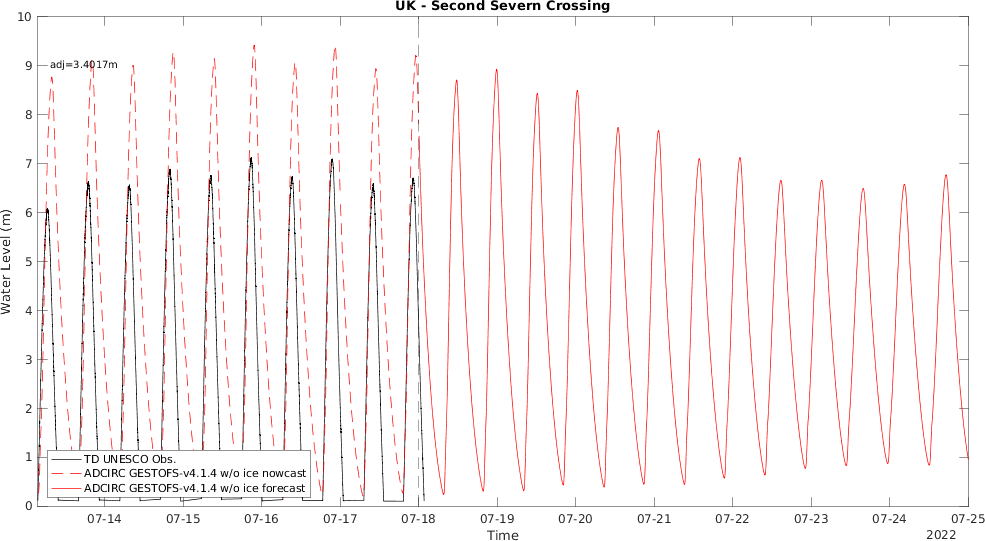 UK - Second Severn Crossing
10
9
8
7
6
5
4
3
2
1
0
Water Level (m)
adj=3.4017m
TD UNESCO Obs.
ADCIRC GESTOFS-v4.1.4 w/o ice nowcast
ADCIRC GESTOFS-v4.1.4 w/o ice forecast
07-14 07-15 07-16 07-17 07-18 07-19 07-20 07-21 07-22 07-23 07-24 07-25
Time
2022